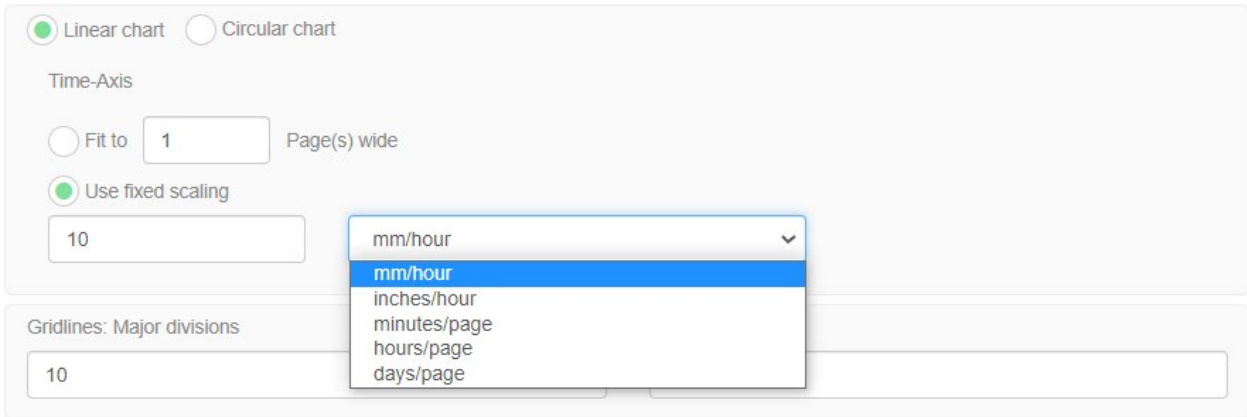 Linear chart Circular chart
Time-Axis
Fit to 1 Page(s) wide
Use fixed scaling
10 mm/hour
mm/hour
inches/hour
minutes/page
hours/page
days/page
Gridlines: Major divisions
10